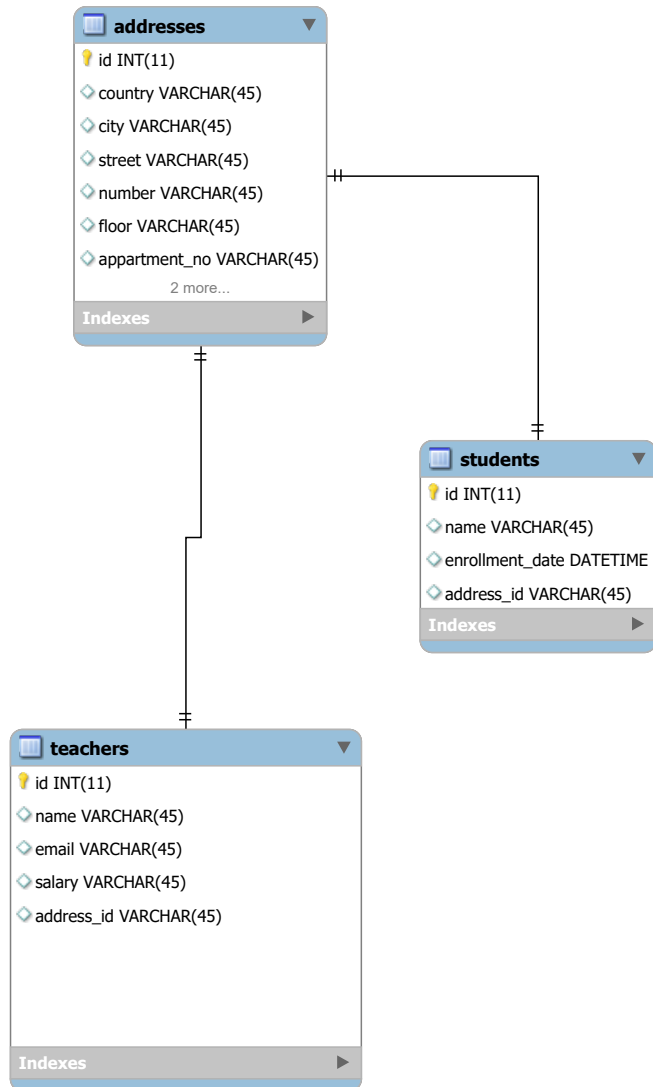 addresses
id INT(11)
country VARCHAR(45)
city VARCHAR(45)
street VARCHAR(45)
number VARCHAR(45)
floor VARCHAR(45)
appartment_no VARCHAR(45)
2 more...
Indexes
students
id INT(11)
name VARCHAR(45)
enrollment_date DATETIME
address_id VARCHAR(45)
Indexes
teachers
id INT(11)
name VARCHAR(45)
email VARCHAR(45)
salary VARCHAR(45)
address_id VARCHAR(45)
Indexes